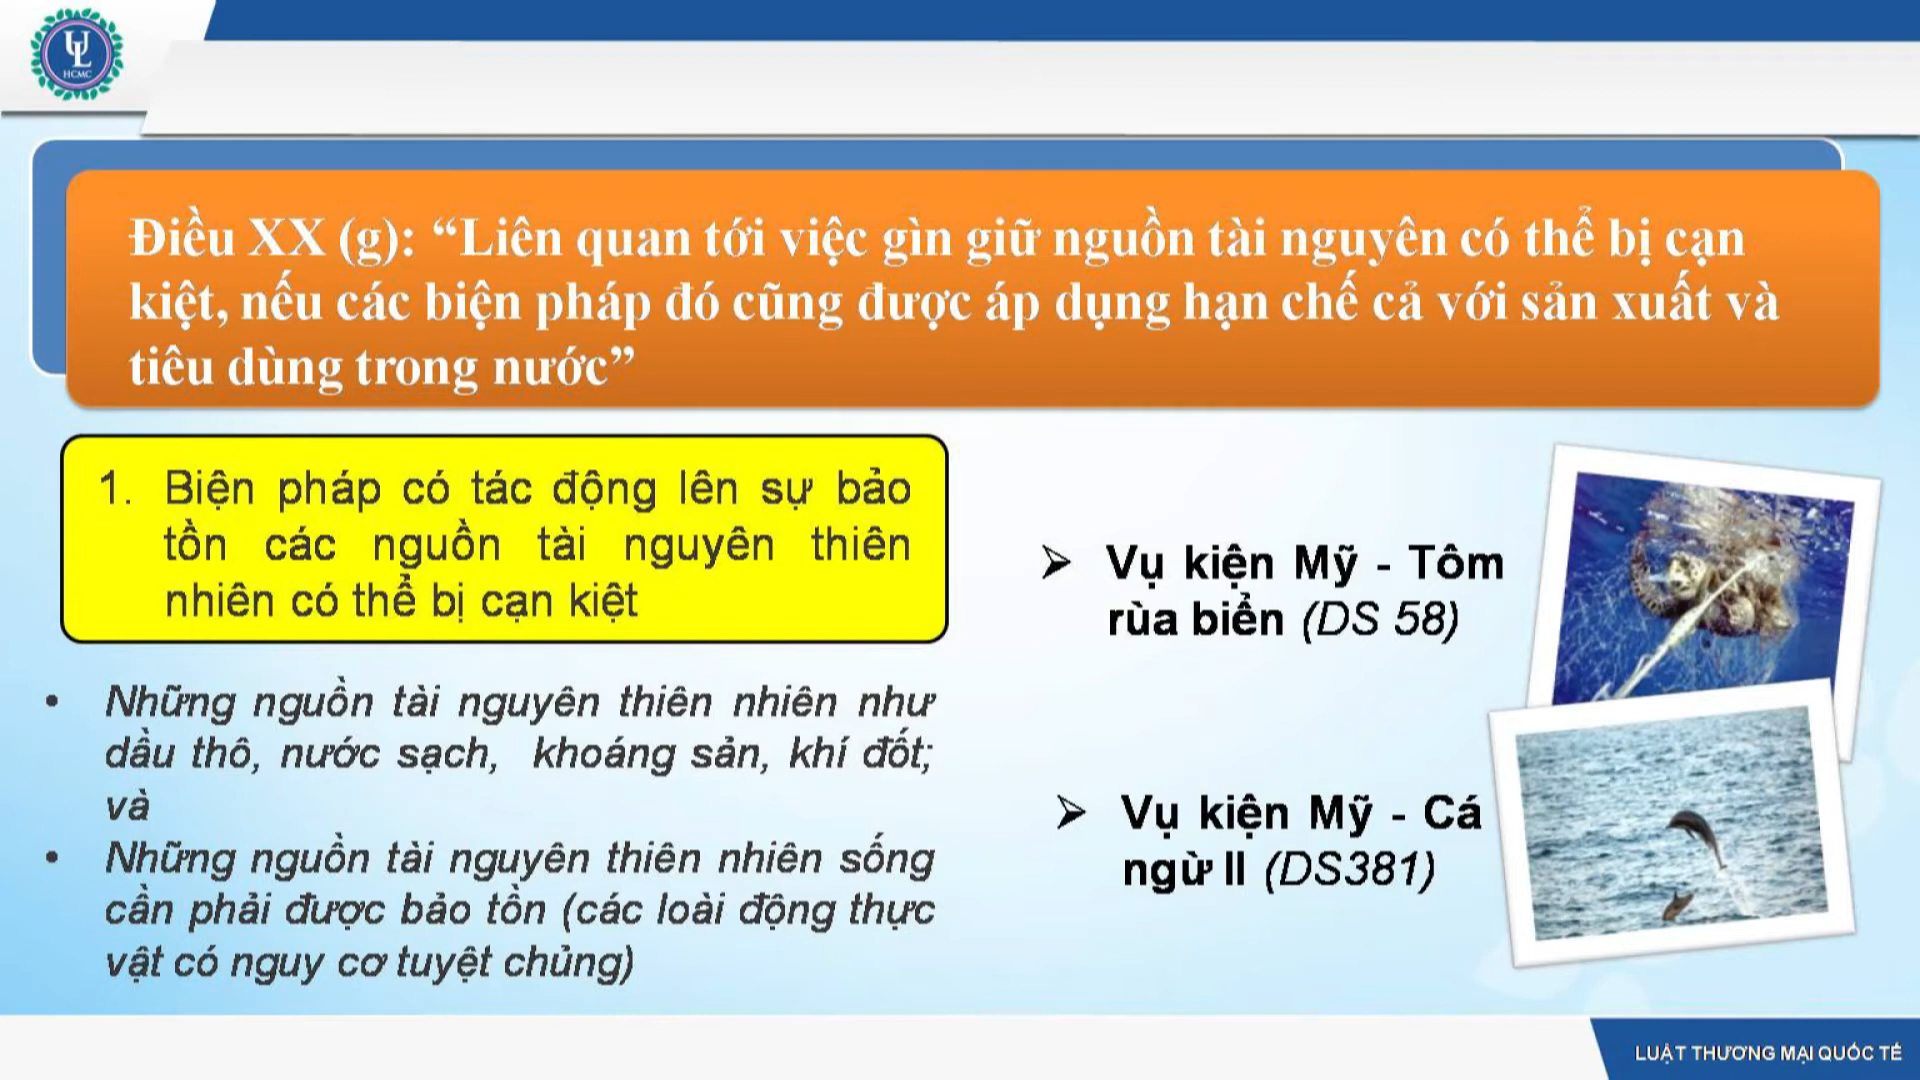 UL
HCMC
Điều XX (g): “Liên quan tới việc gìn giữ nguồn tài nguyên có thể bị cạn
kiệt, nếu các biện pháp đó cũng được áp dụng hạn chế cả với sản xuất và
tiêu dùng trong nước”
1. Biện pháp có tác động lên sự bảo
tồn các nguồn tài nguyên thiên
nhiên có thể bị cạn kiệt
• Những nguồn tài nguyên thiên nhiên như
dầu thô, nước sạch, khoáng sản, khí đốt;
và
• Những nguồn tài nguyên thiên nhiên sống
cần phải được bảo tồn (các loài động thực
vật có nguy cơ tuyệt chủng)
➢ Vụ kiện Mỹ - Tôm
rùa biển (DS 58)
➢ Vụ kiện Mỹ - Cá
ngừ II (DS381)
LUẬT THƯƠNG MẠI QUỐC TẾ